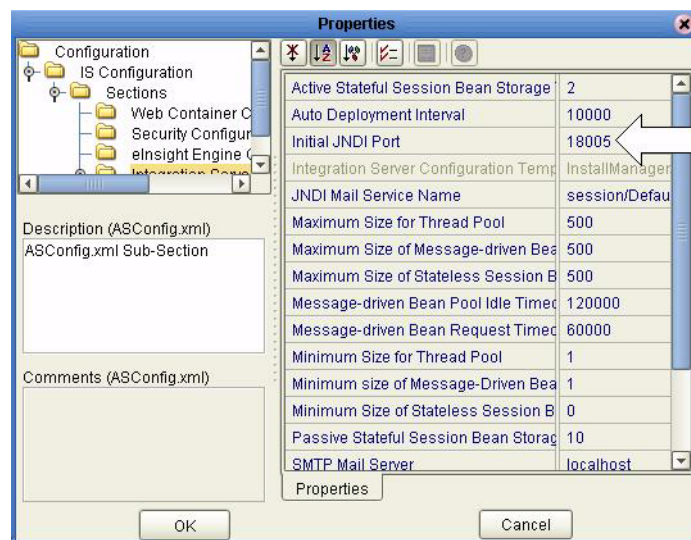 Properties
Configuration
IS Configuration
Sections
Web Container C
Security Configur
eInsight Engine
Description (ASConfig.xml)
ASConfig.xml Sub-Section
Comments (ASConfig.xml)
Active Stateful Session Bean Storage 2
Auto Deployment Interval 10000
Initial JNDI Port 18005
Integration Server Configuration Temp InstallManager
JNDI Mail Service Name session/Defau
Maximum Size for Thread Pool 500
Maximum Size of Message-driven Bea 500
Maximum Size of Stateless Session B 500
Message-driven Bean Pool Idle Timeo 120000
Message-driven Bean Request Timeo 60000
Minimum Size for Thread Pool 1
Minimum size of Message-Driven Bea 1
Minimum Size of Stateless Session B 0
Passive Stateful Session Bean Storag 10
SMTP Mail Server localhost
Properties
OK Cancel